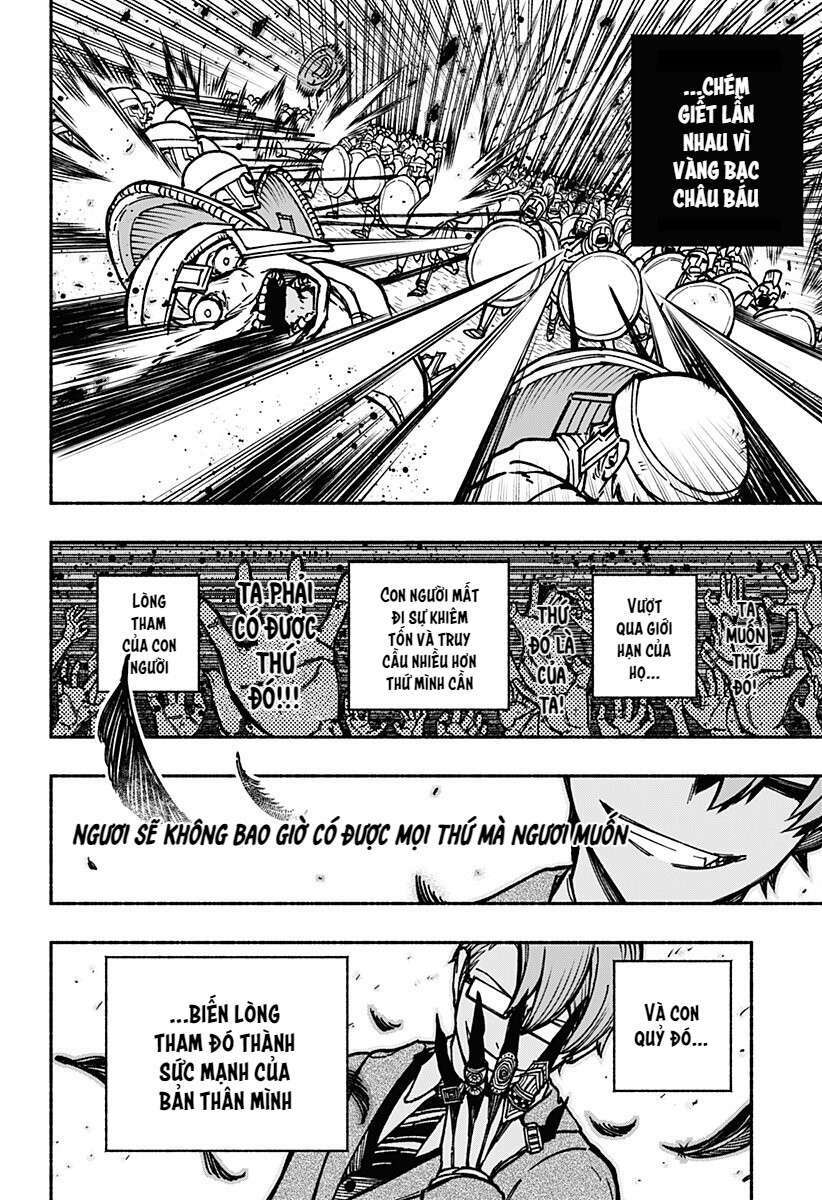 ...CHÉM
GIẾT LẪN
NHAU VÌ
VÀNG BẠC
CHÂU BÁU
TA
MUỐN
THỨ
ĐÓ!
VƯỢT
QUA GIỚI
HẠN CỦA
HỌ...
THỨ
ĐO LÀ
CỦA
TA!
CON NGƯỜI MẤT
ĐI SỰ KHIÊM
TỐN VÀ TRUY
CẦU NHIỀU HƠN
THỨ MÌNH CẦN
TA PHẢI
CÓ ĐƯƠC
THỨ
ĐÓ!!!
LÒNG
THAM
CỦA CON
NGƯỜI
NGƯƠI SẼ KHÔNG BAO GIỜ CÓ ĐƯỢC MỌI THỨ MÀ NGƯƠI MUỐN
VÀ CON
QUỶ ĐÓ...
...BIẾN LÒNG
THAM ĐÓ THÀNH
SỨC MẠNH CỦA
BẢN THÂN MÌNH